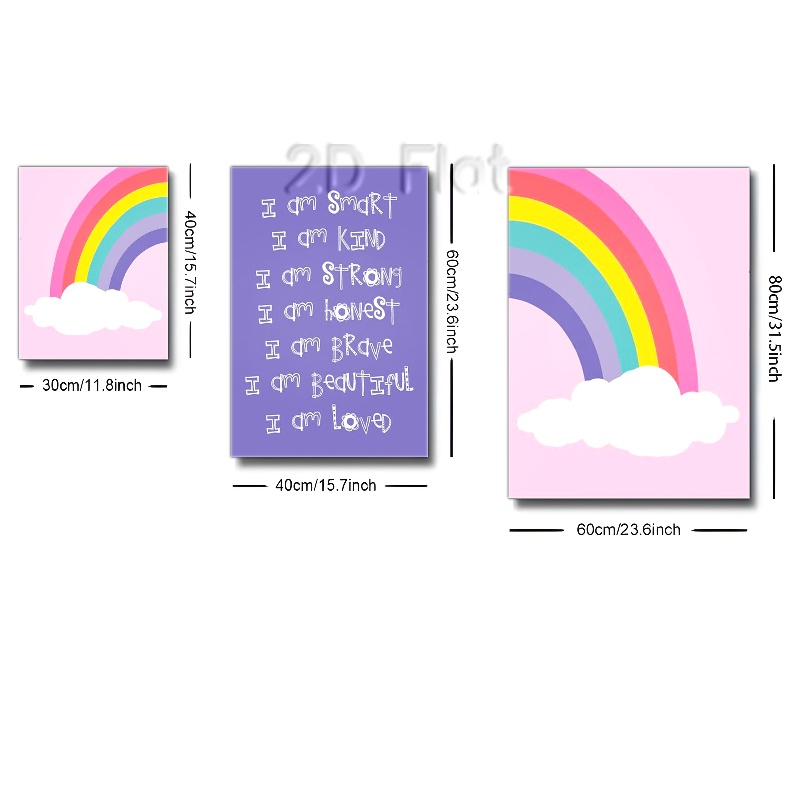 2D Flat
I am SmaRT
I am KIND
I am STRONG
I am hONEST
I am BRAVe
I am BeaUTIfUL
I am LOVED
40cm/15.7inch
30cm/11.8inch
60cm/23.6inch
40cm/15.7inch
80cm/31.5inch
60cm/23.6inch